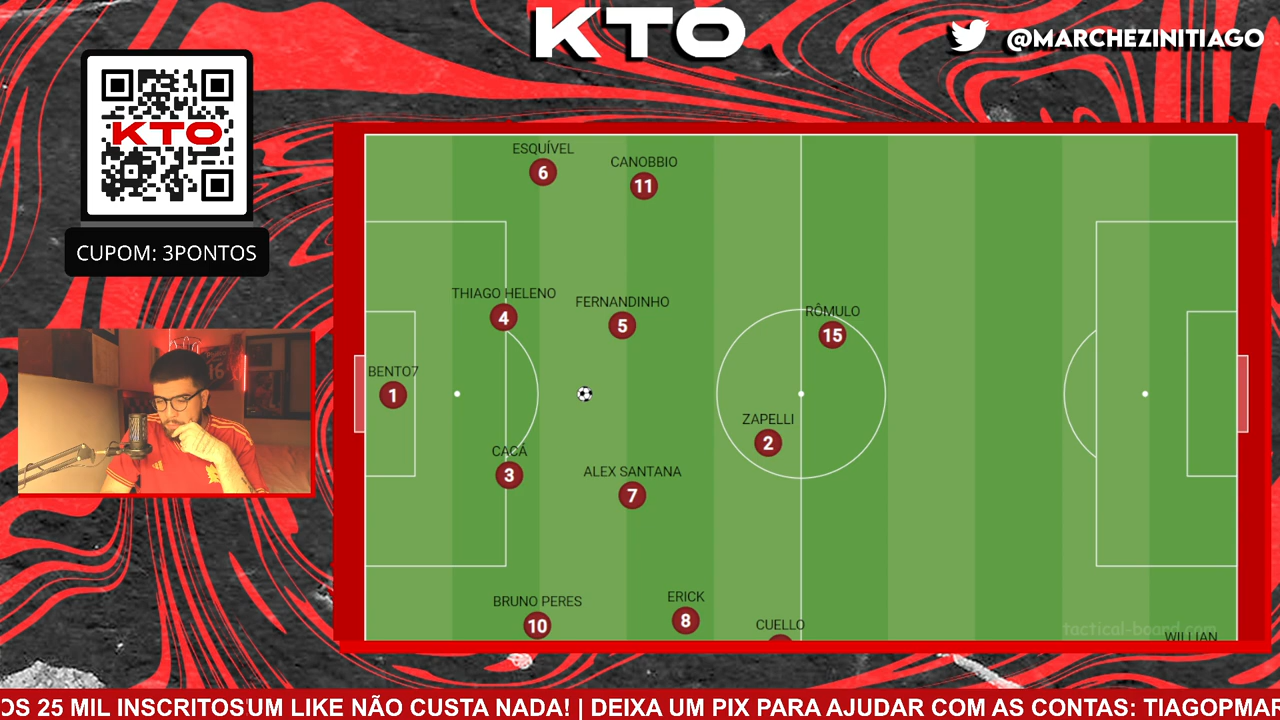 KTO
@MARCHEZINITIAGO
KTO
CUPOM: 3PONTOS
ESQUÍVEL
6
CANOBBIO
11
THIAGO HELENO
4
FERNANDINHO
5
RÔMULO
15
BENTO7
1
ZAPELLI
2
CACÁ
3
ALEX SANTANA
7
BRUNO PERES
10
ERICK
8
CUELLO
tactical-board.com
WILLIAN
OS 25 MIL INSCRITOS UM LIKE NÃO CUSTA NADA! | DEIXA UM PIX PARA AJUDAR COM AS CONTAS: TIAGOPMAR